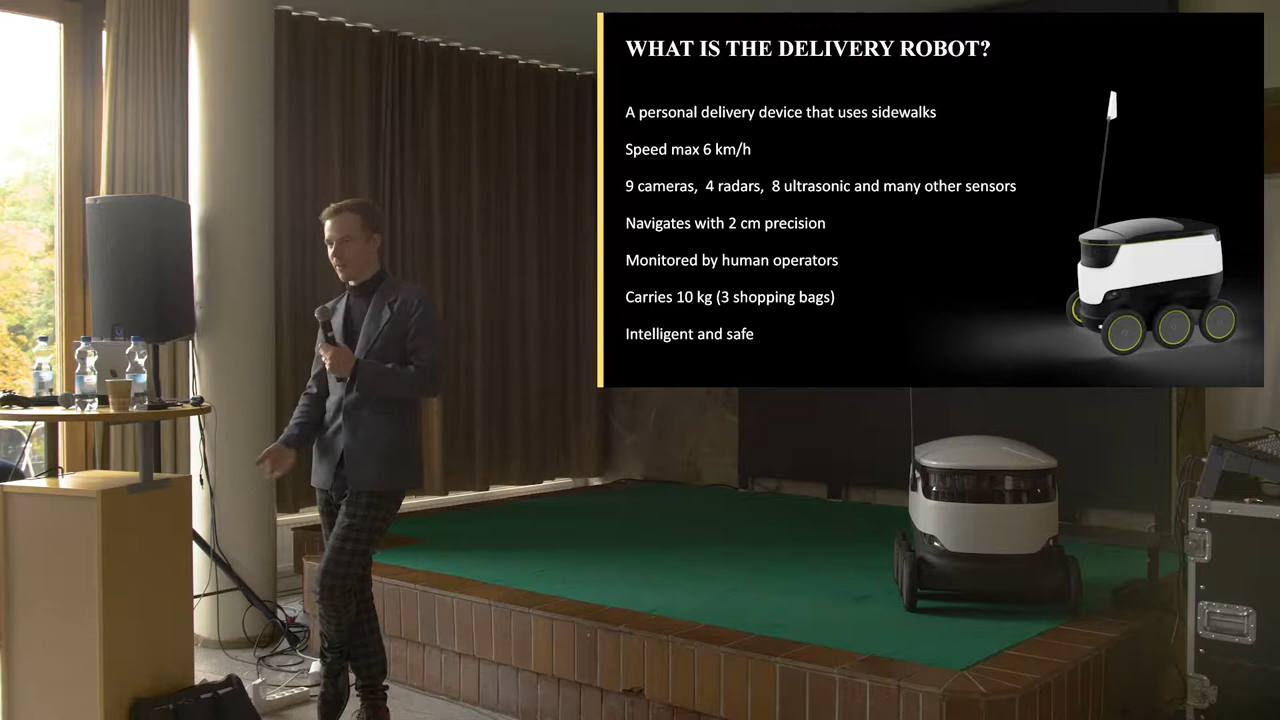 WHAT IS THE DELIVERY ROBOT?
A personal delivery device that uses sidewalks
Speed max 6 km/h
9 cameras,  4 radars,  8 ultrasonic and many other sensors
Navigates with 2 cm precision
Monitored by human operators
Carries 10 kg (3 shopping bags)
Intelligent and safe